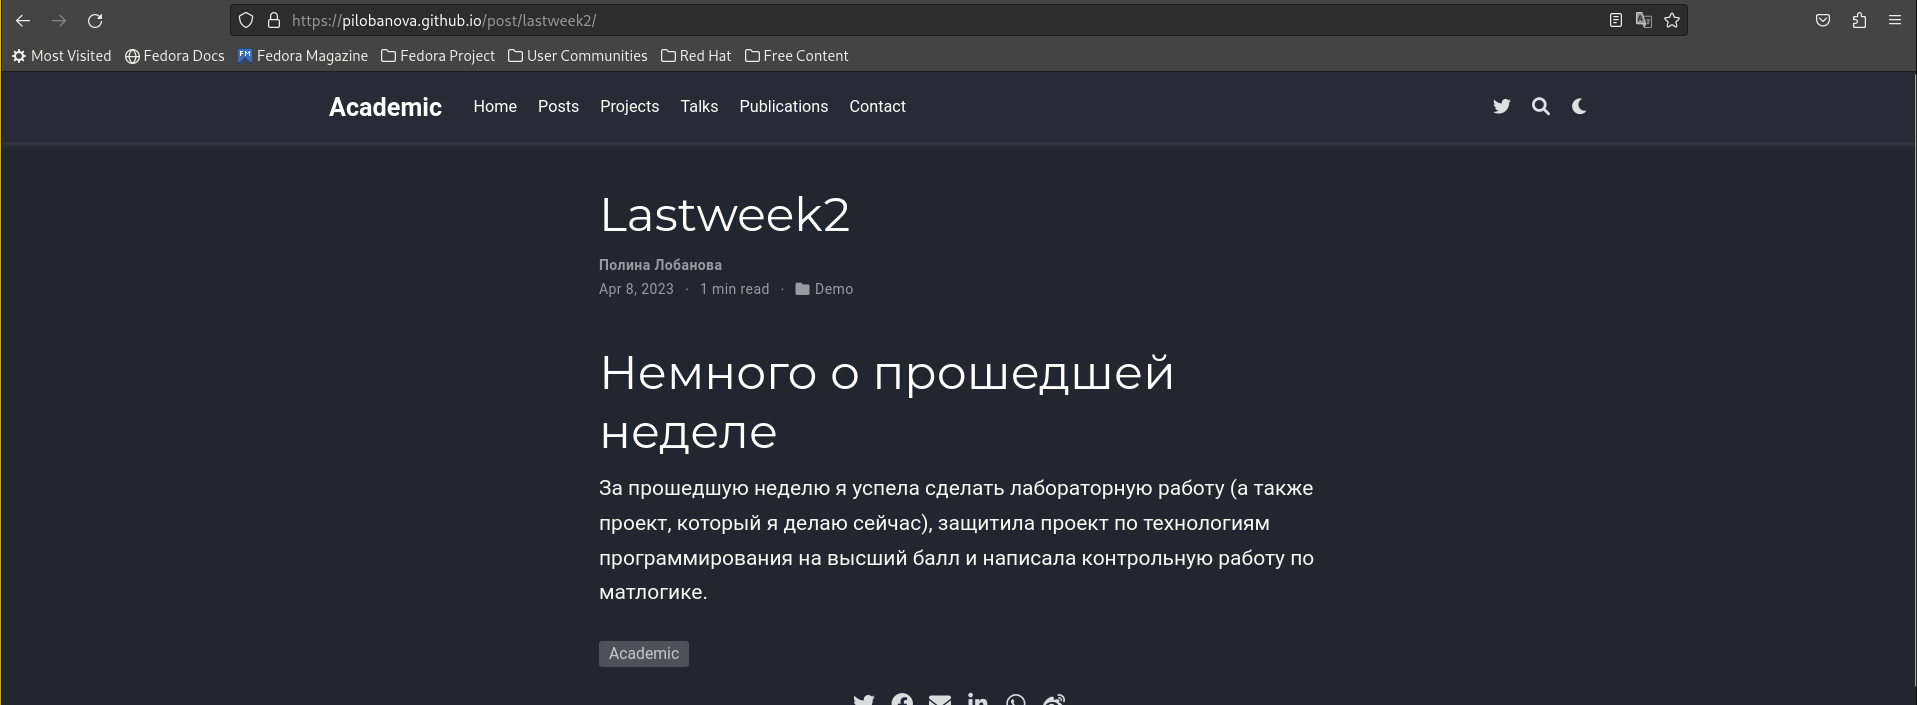 https://pilobanova.github.io/post/lastweek2/
Most Visited Fedora Docs Fedora Magazine Fedora Project User Communities Red Hat Free Content
Academic Home Posts Projects Talks Publications Contact
Lastweek2
Полина Лобанова
Apr 8, 2023 · 1 min read · Demo
Немного о прошедшей
неделе
За прошедшую неделю я успела сделать лабораторную работу (а также
проект, который я делаю сейчас), защитила проект по технологиям
программирования на высший балл и написала контрольную работу по
матлогике.
Academic